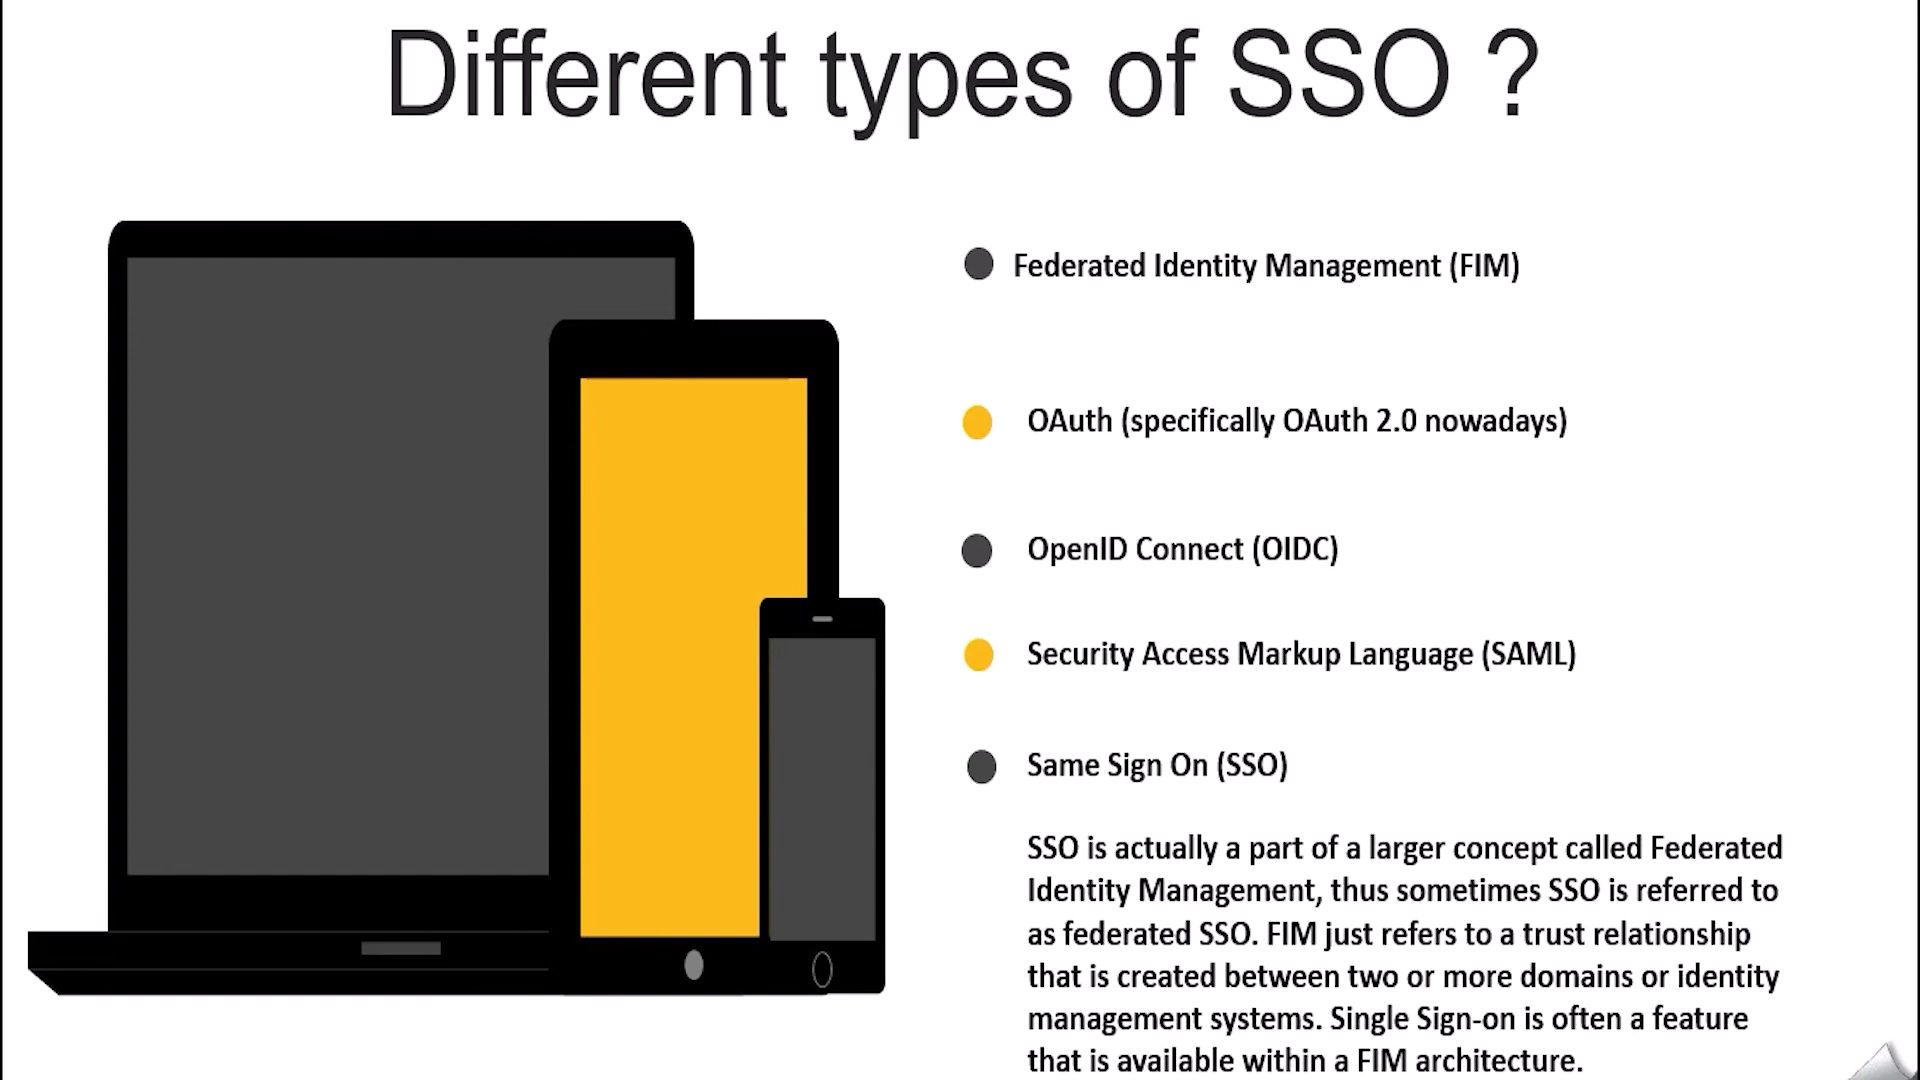 Different types of SSO ?
Federated Identity Management (FIM)
OAuth (specifically OAuth 2.0 nowadays)
OpenID Connect (OIDC)
Security Access Markup Language (SAML)
Same Sign On (SSO)
SSO is actually a part of a larger concept called Federated
Identity Management, thus sometimes SSO is referred to
as federated SSO. FIM just refers to a trust relationship
that is created between two or more domains or identity
management systems. Single Sign-on is often a feature
that is available within a FIM architecture.